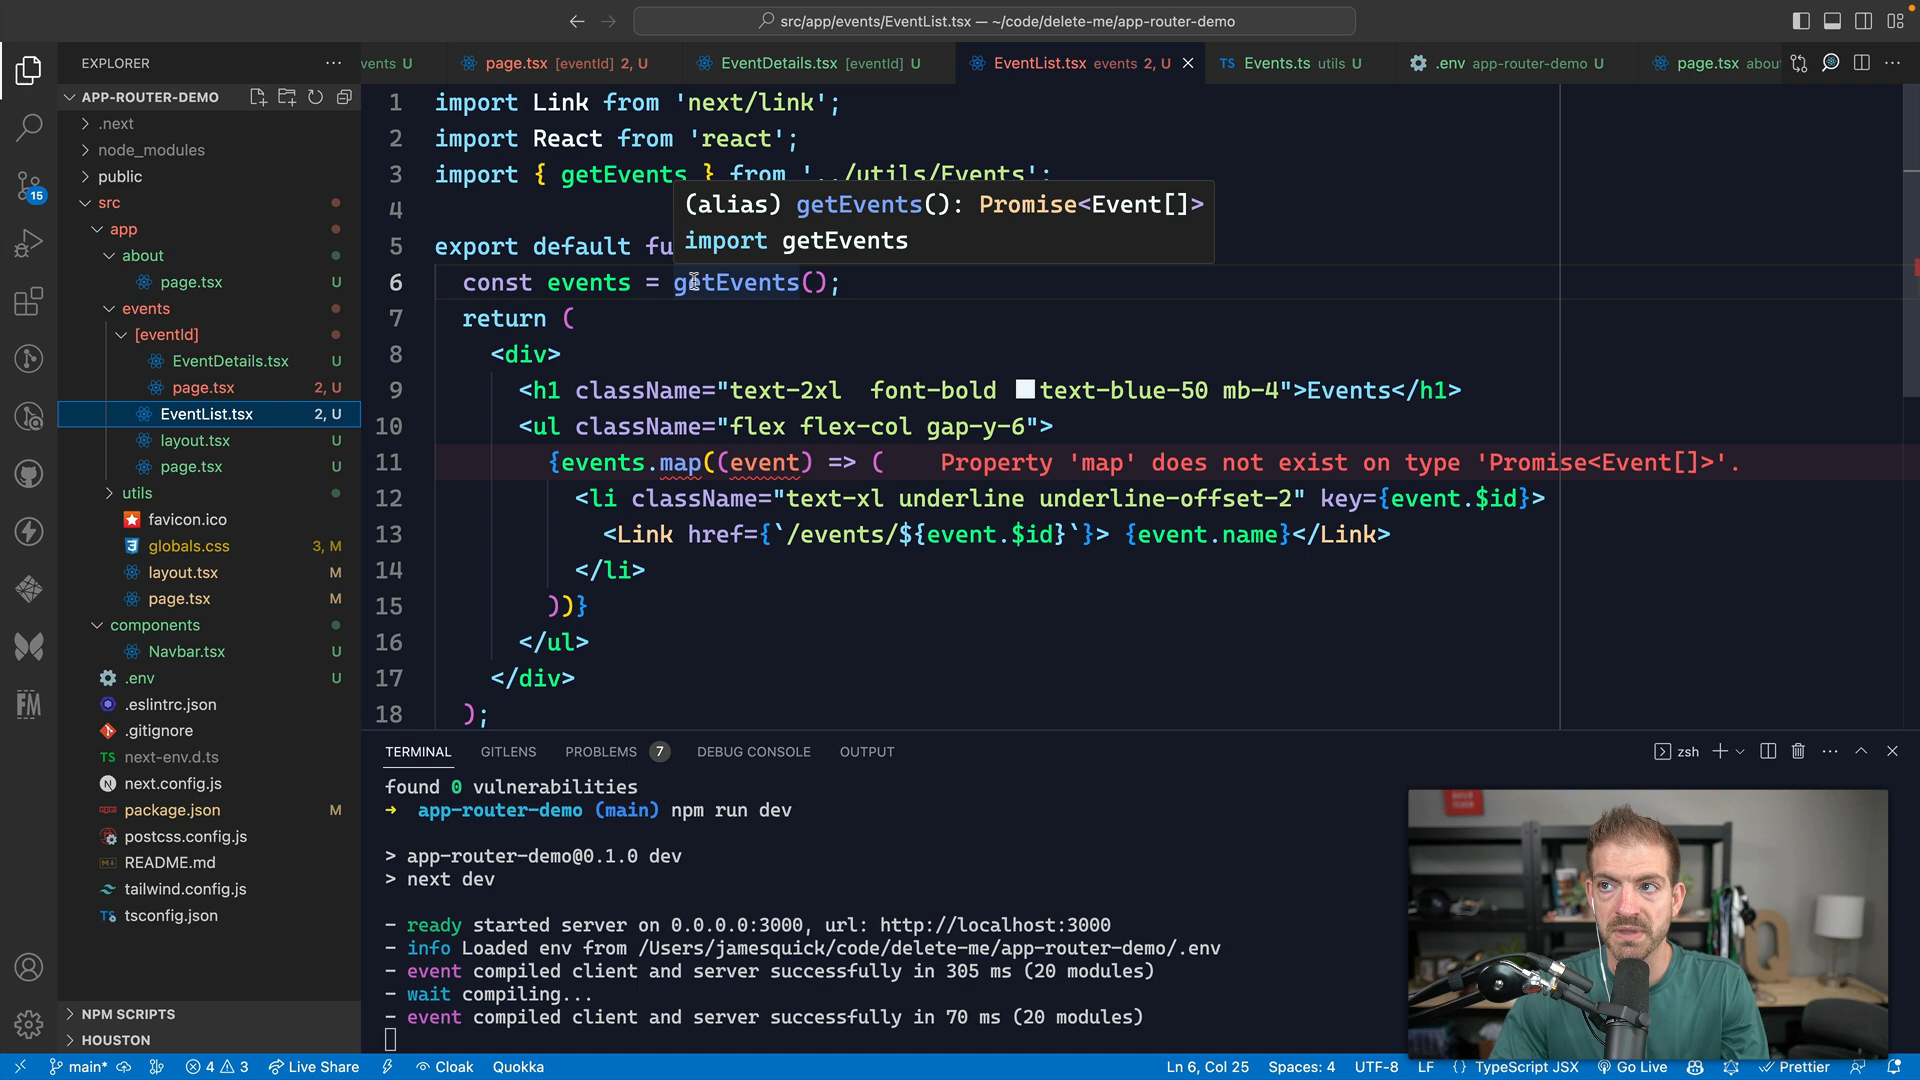 src/app/events/EventList.tsx — ~/code/delete-me/app-router-demo
EXPLORER
vents U
page.tsx [eventId] 2, U
EventDetails.tsx [eventId] U
EventList.tsx events 2, U
Events.ts utils U
.env app-router-demo U
page.tsx abou
APP-ROUTER-DEMO
.next
node_modules
public
src
app
about
page.tsx U
events
[eventId]
EventDetails.tsx U
page.tsx 2, U
EventList.tsx 2, U
layout.tsx U
page.tsx U
utils
favicon.ico
globals.css 3, M
layout.tsx M
page.tsx M
components
Navbar.tsx U
.env U
.eslintrc.json
.gitignore
next-env.d.ts
next.config.js
package.json M
postcss.config.js
README.md
tailwind.config.js
tsconfig.json
NPM SCRIPTS
HOUSTON
15
FM
1 import Link from 'next/link';
2 import React from 'react';
3 import { getEvents } from '../utils/Events';
4
(alias) getEvents(): Promise<Event[]>
import getEvents
5 export default fu
6 const events = getEvents();
7 return (
8 <div>
9 <h1 className="text-2xl font-bold text-blue-50 mb-4">Events</h1>
10 <ul className="flex flex-col gap-y-6">
11 {events.map((event) => ( Property 'map' does not exist on type 'Promise<Event[]>'.
12 <li className="text-xl underline underline-offset-2" key={event.$id}>
13 <Link href={`/events/${event.$id}`}> {event.name}</Link>
14 </li>
15 ))}
16 </ul>
17 </div>
18 );
TERMINAL GITLENS PROBLEMS 7 DEBUG CONSOLE OUTPUT
zsh
found 0 vulnerabilities
→ app-router-demo (main) npm run dev
> app-router-demo@0.1.0 dev
> next dev
- ready started server on 0.0.0.0:3000, url: http://localhost:3000
- info Loaded env from /Users/jamesquick/code/delete-me/app-router-demo/.env
- event compiled client and server successfully in 305 ms (20 modules)
- wait compiling...
- event compiled client and server successfully in 70 ms (20 modules)
main* 4 3 Live Share Cloak Quokka
Ln 6, Col 25 Spaces: 4 UTF-8 LF {} TypeScript JSX Go Live Prettier